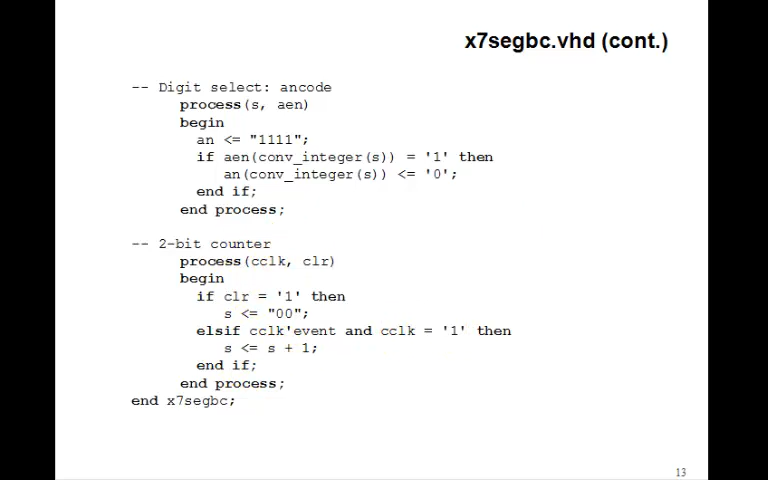 x7segbc.vhd (cont.)
-- Digit select: ancode
process(s, aen)
begin
an <= "1111";
if aen(conv_integer(s)) = '1' then
an(conv_integer(s)) <= '0';
end if;
end process;
-- 2-bit counter
process(cclk, clr)
begin
if clr = '1' then
s <= "00";
elsif cclk'event and cclk = '1' then
s <= s + 1;
end if;
end process;
end x7segbc;
13